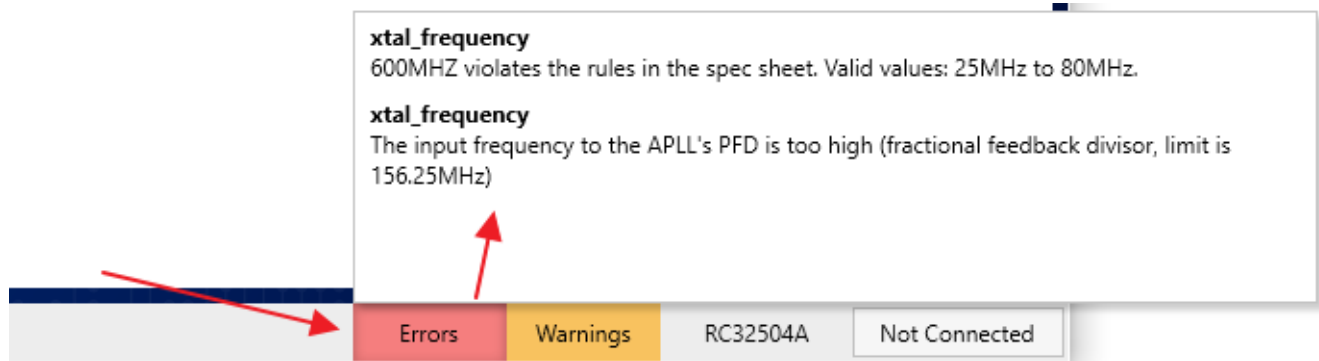 xtal_frequency
600MHZ violates the rules in the spec sheet. Valid values: 25MHz to 80MHz.
xtal_frequency
The input frequency to the APLL's PFD is too high (fractional feedback divisor, limit is
156.25MHz)
Errors
Warnings
RC32504A
Not Connected